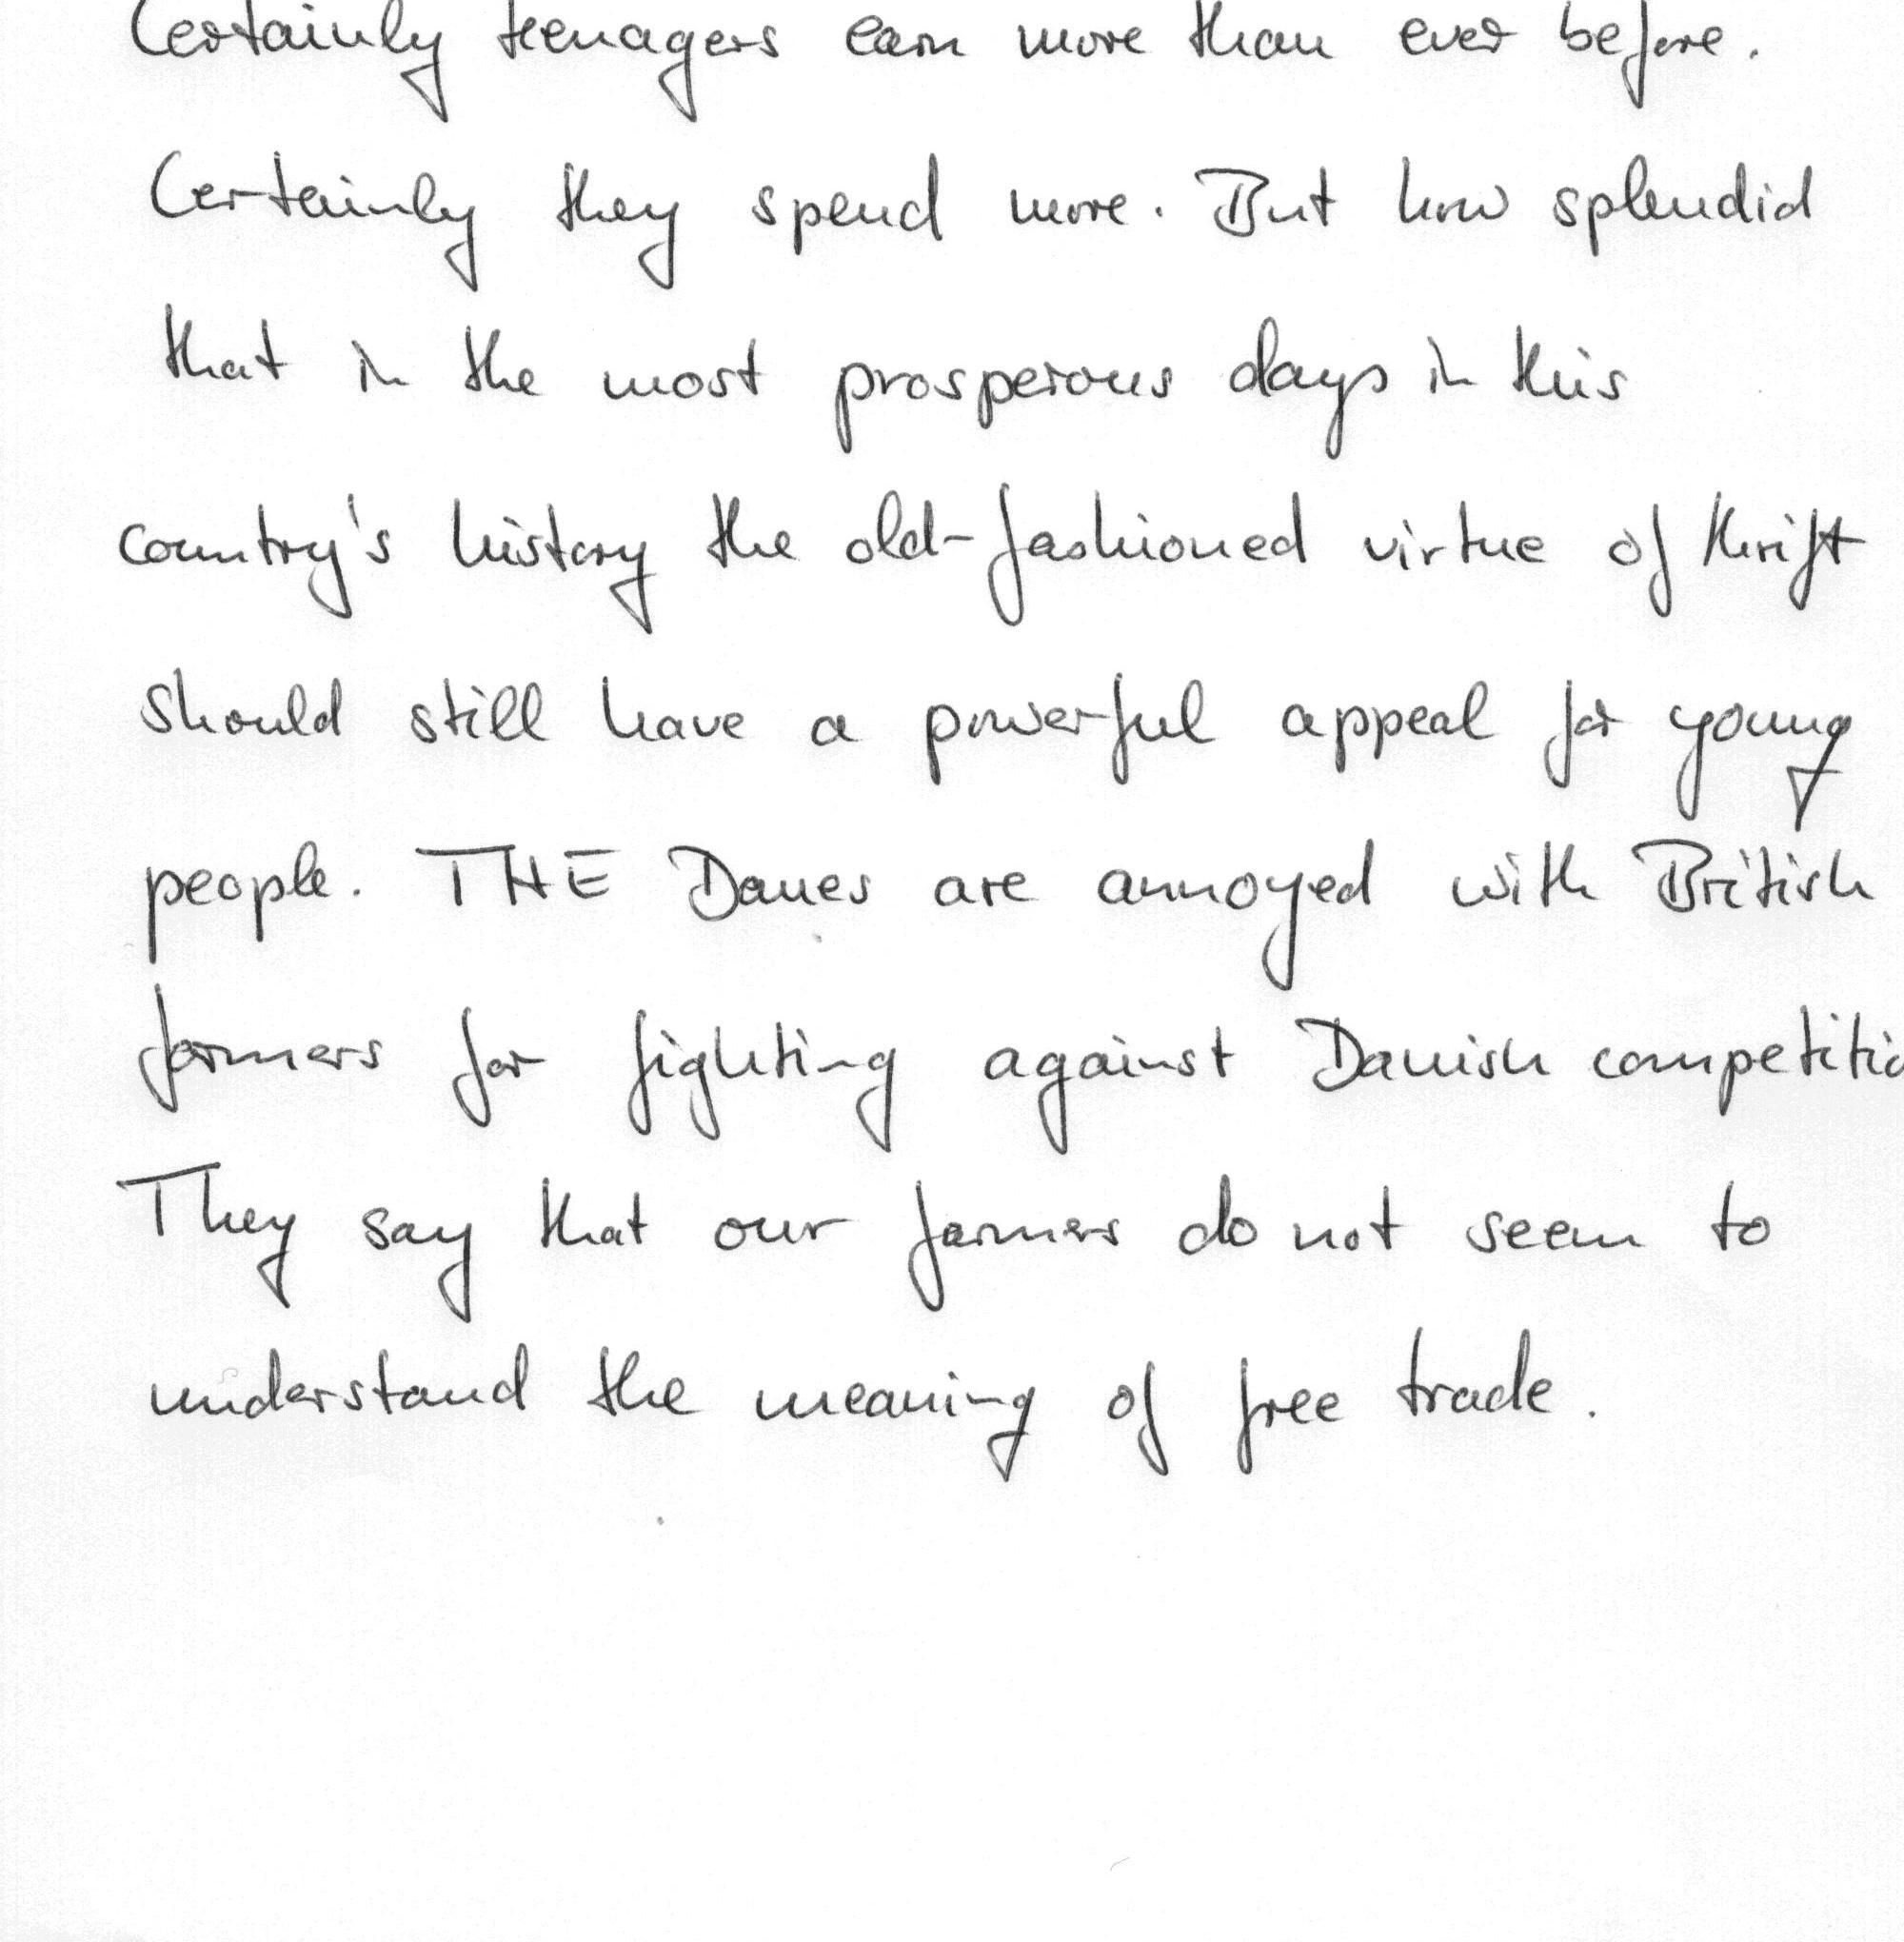 Certainly teenagers earn more than ever before.
Certainly they spend more. But how splendid
that in the most prosperous days in this
country's history the old-fashioned virtue of thrift
should still have a powerful appeal for young
people. THE Danes are annoyed with British
farmers for fighting against Danish competitio
They say that our farmers do not seem to
understand the meaning of free trade.